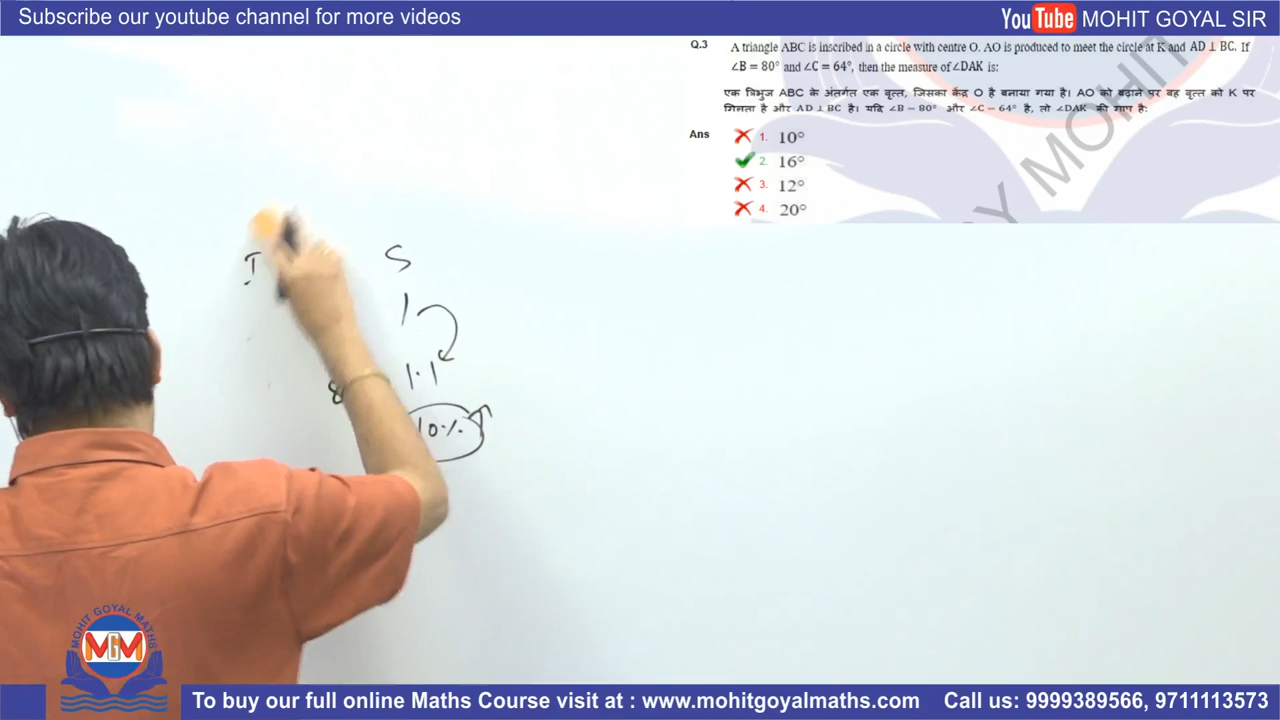 Subscribe our youtube channel for more videos
YouTube MOHIT GOYAL SIR
Q.3 A triangle ABC is inscribed in a circle with centre O. AO is produced to meet the circle at K and AD ⊥ BC. If
∠B = 80° and ∠C = 64°, then the measure of ∠DAK is:
एक त्रिभुज ABC के अंतर्गत एक वृत्त, जिसका केंद्र O है बनाया गया है। AO को बढ़ाने पर वह वृत्त को K पर
मिलता है और AD ⊥ BC है। यदि ∠B = 80° और ∠C = 64° है, तो ∠DAK की माप है:
Ans
1. 10°
2. 16°
3. 12°
4. 20°
GOY MOHIT
I S
1
8 1.1
10%
MOHIT GOYAL MATHS
MGM
To buy our full online Maths Course visit at : www.mohitgoyalmaths.com Call us: 9999389566, 9711113573